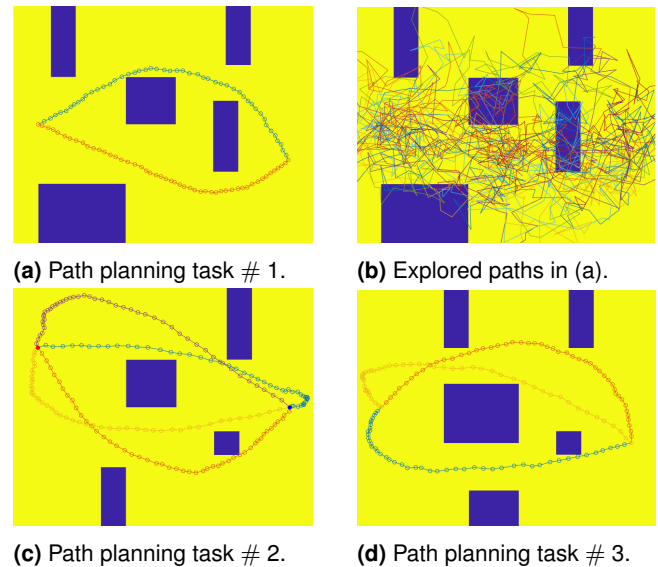 (a) Path planning task # 1.
(b) Explored paths in (a).
(c) Path planning task # 2.
(d) Path planning task # 3.